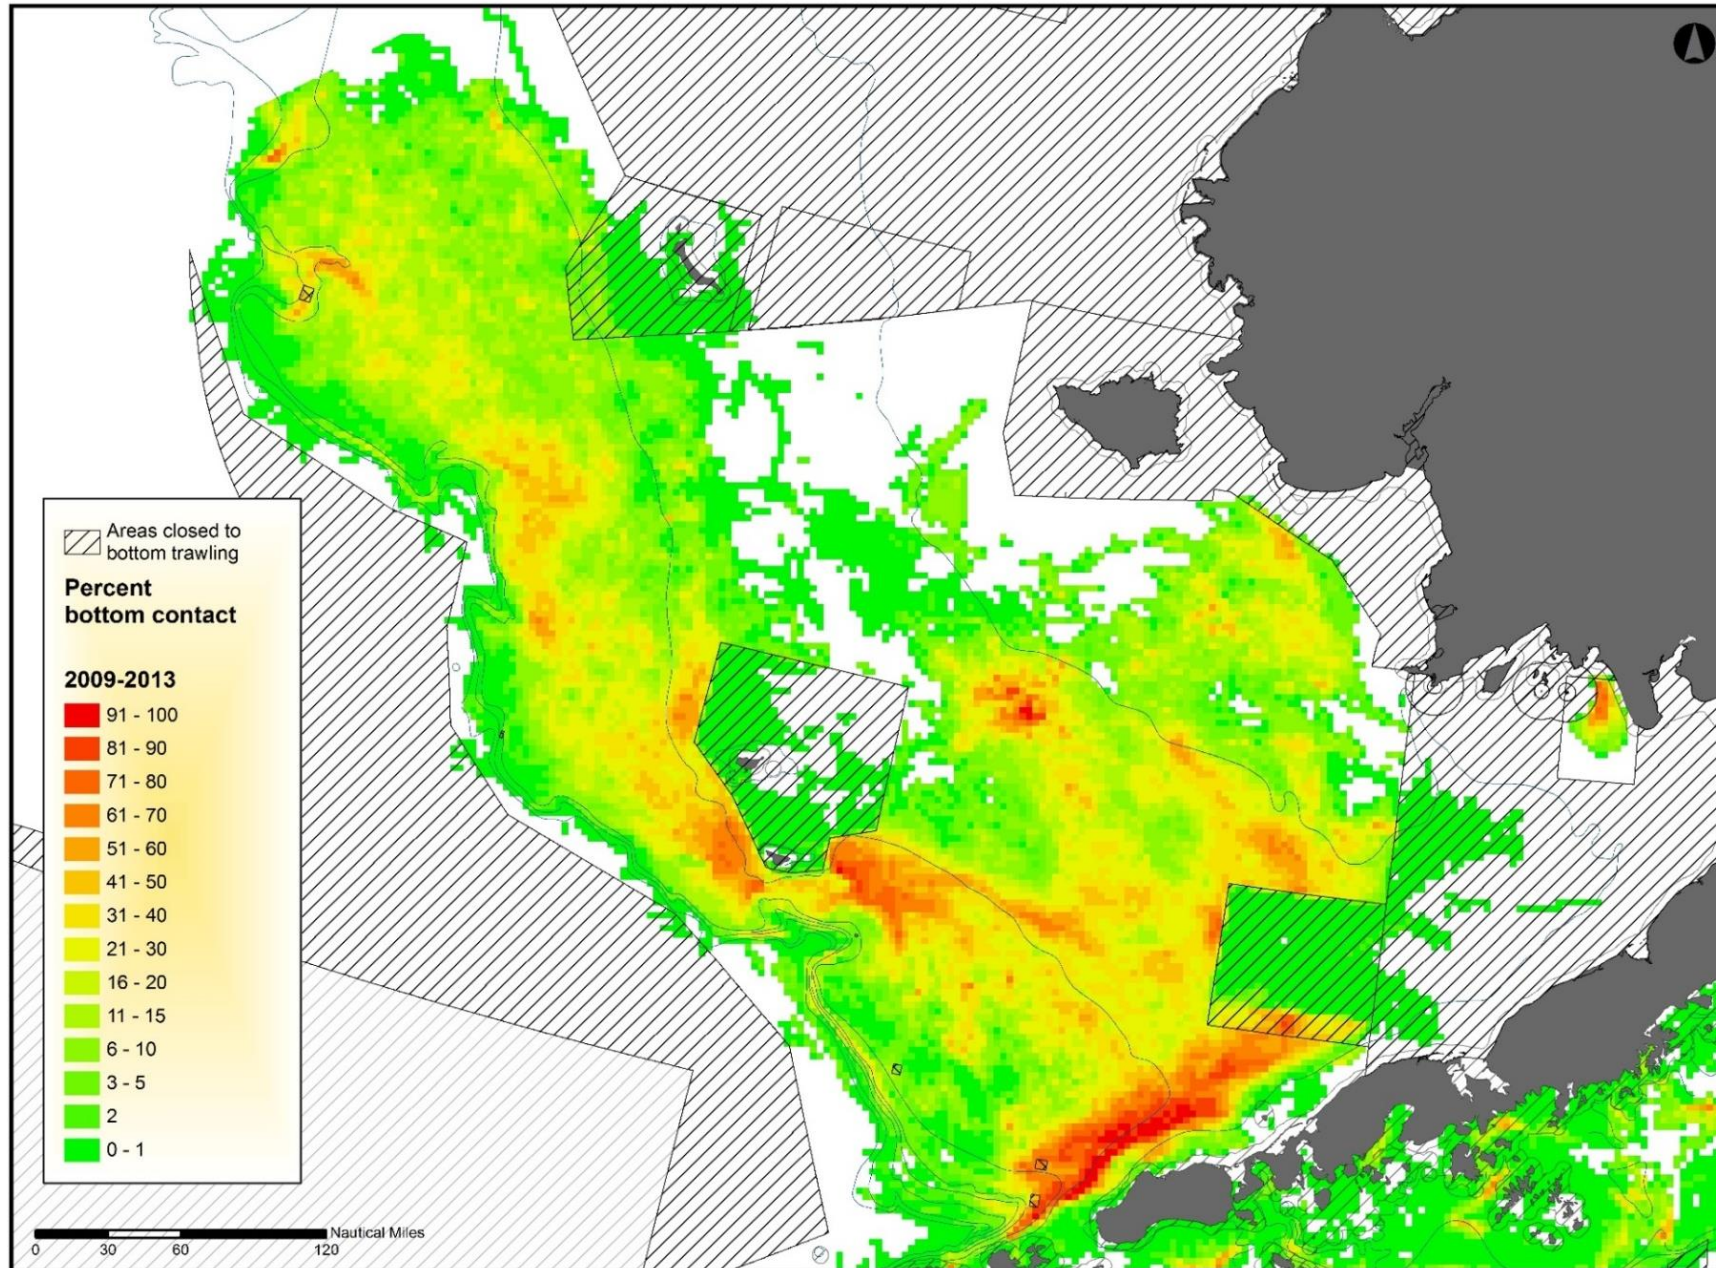 Areas closed to
bottom trawling
Percent
bottom contact
2009-2013
91 - 100
81 - 90
71 - 80
61 - 70
51 - 60
41 - 50
31 - 40
21 - 30
16 - 20
11 - 15
6 - 10
3 - 5
2
0 - 1
Nautical Miles
0 30 60 120